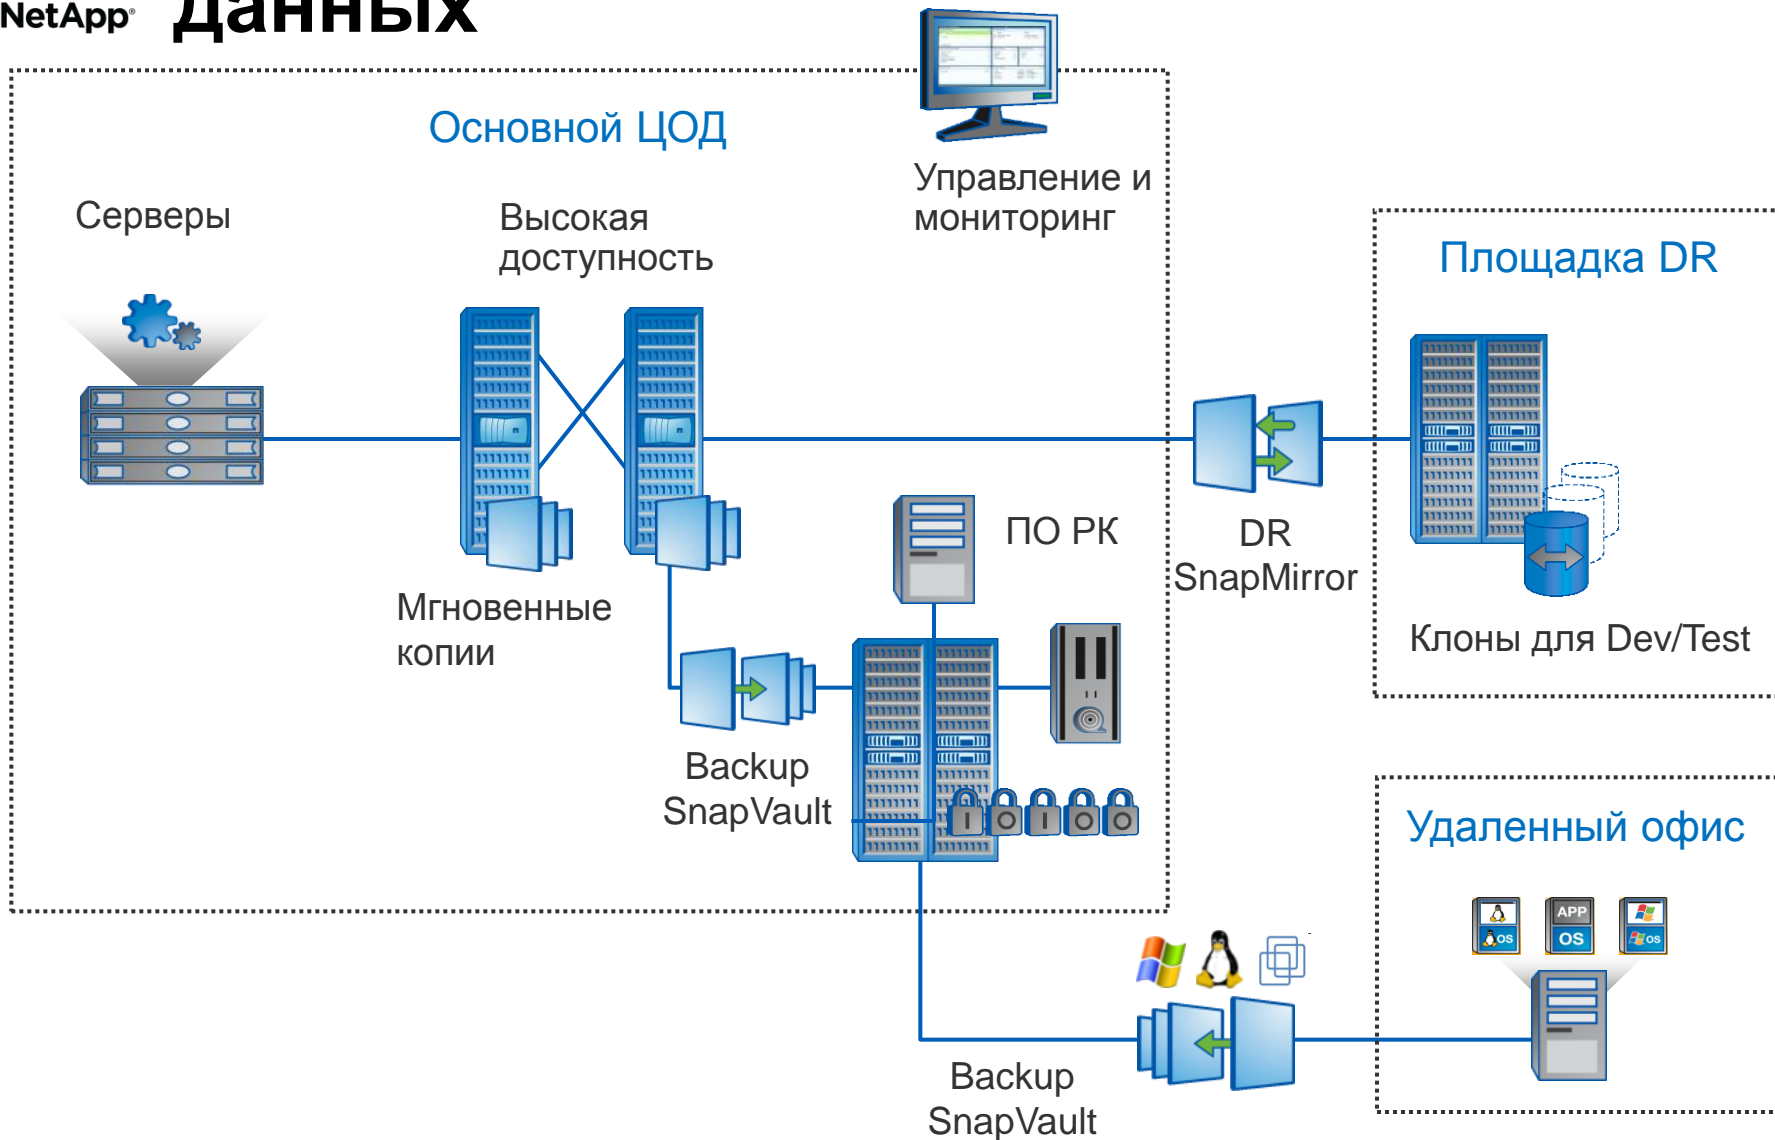 NetApp данных
Основной ЦОД
Управление и
мониторинг
Серверы
Высокая
доступность
Площадка DR
ПО РК
DR
SnapMirror
Мгновенные
копии
Клоны для Dev/Test
Backup
SnapVault
I O I O O
Удаленный офис
APP
OS OS OS
Backup
SnapVault